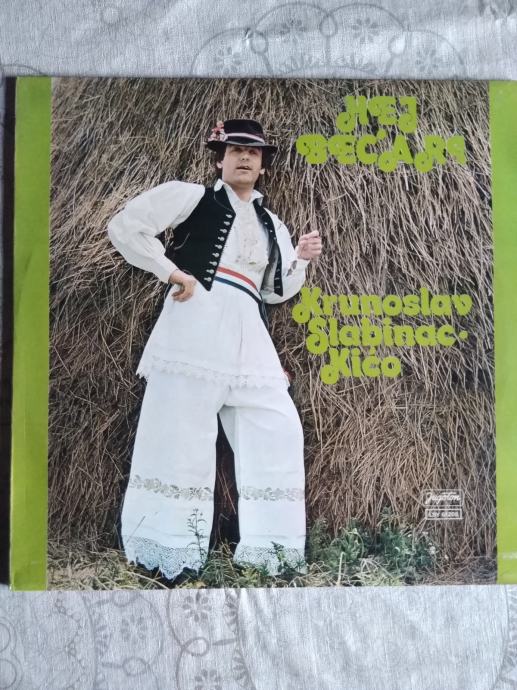 HEJ
BEĆARI
Krunoslav
Slabinac-
Kićo
Jugoton